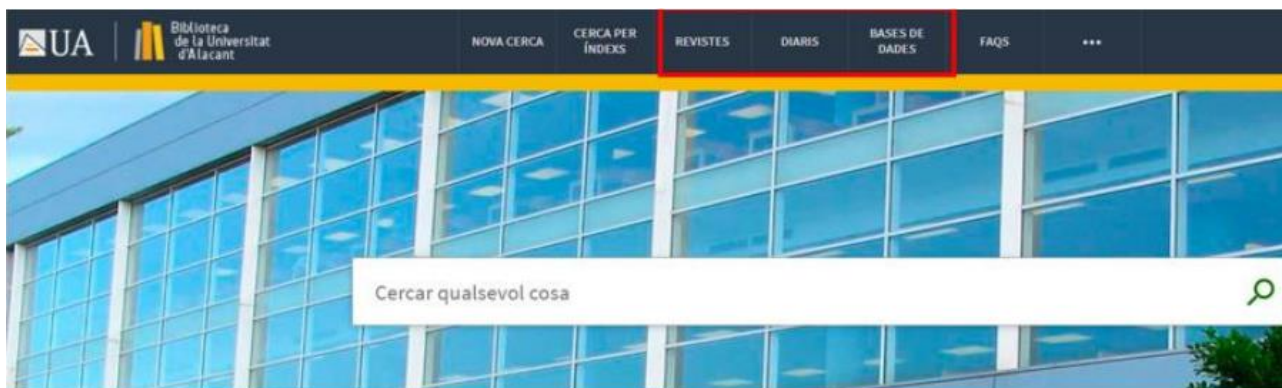 UA
Biblioteca
de la Universitat
d'Alacant
NOVA CERCA
CERCA PER
ÍNDEXS
REVISTES
DIARIS
BASES DE
DADES
FAQS
•••
Cercar qualsevol cosa